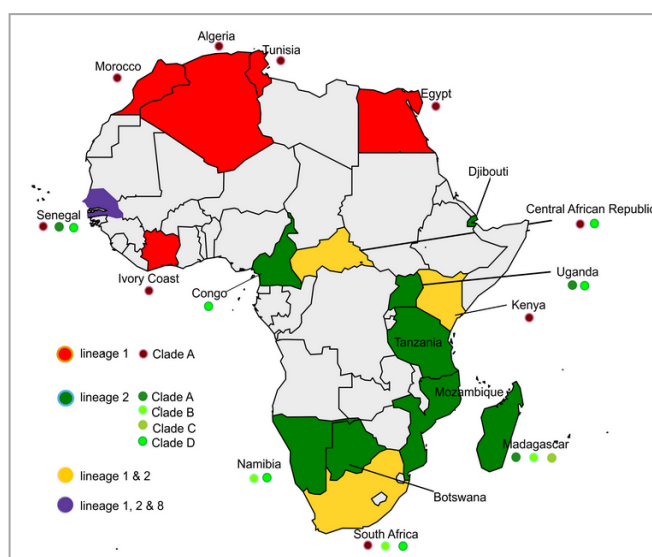 Algeria
Tunisia
Morocco
Egypt
Djibouti
Senegal
Central African Republic
Ivory Coast
Uganda
Congo
Kenya
Tanzania
lineage 1
Clade A
Mozambique
lineage 2
Clade A
Clade B
Clade C
Clade D
Madagascar
Namibia
lineage 1 & 2
Botswana
lineage 1, 2 & 8
South Africa